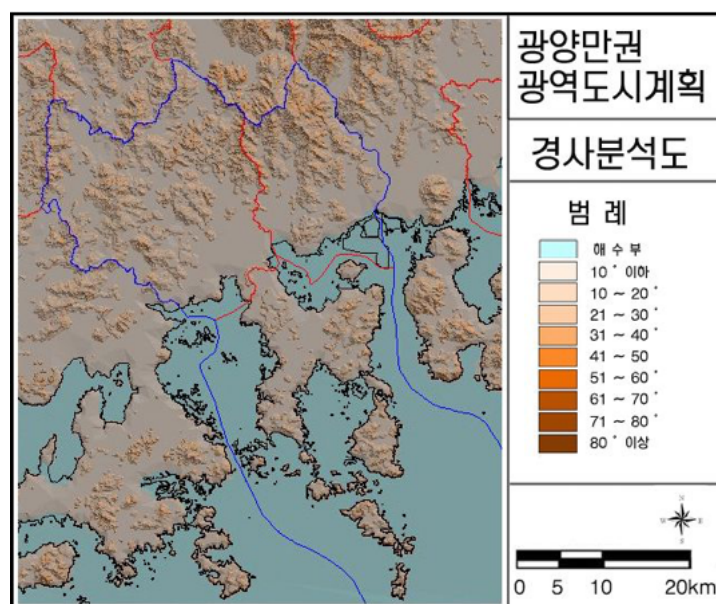 광양만권
광역도시계획
경사분석도
범 례
해 수 부
10° 이하
10 ~ 20°
21 ~ 30°
31 ~ 40°
41 ~ 50
51 ~ 60°
61 ~ 70°
71 ~ 80°
80° 이상
N
W E
S
0 5 10 20km